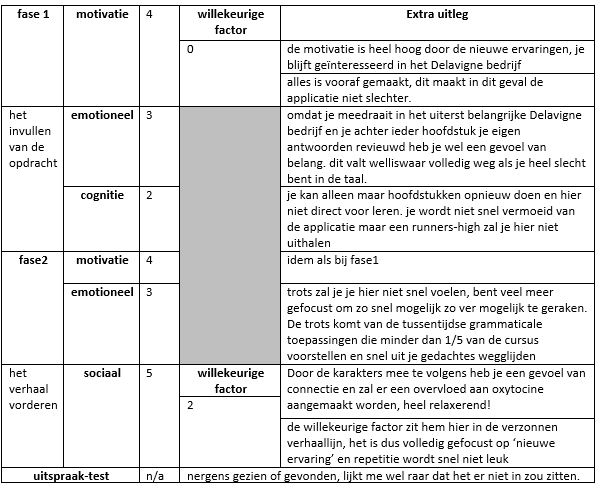 fase 1 motivatie 4 willekeurige factor Extra uitleg
0 de motivatie is heel hoog door de nieuwe ervaringen, je
blijft geïnteresseerd in het Delavigne bedrijf
alles is vooraf gemaakt, dit maakt in dit geval de
applicatie niet slechter.
het invullen van de opdracht emotioneel 3 omdat je meedraait in het uiterst belangrijke Delavigne
bedrijf en je achter ieder hoofdstuk je eigen
antwoorden revieuwd heb je wel een gevoel van
belang. dit valt welliswaar volledig weg als je heel slecht
bent in de taal.
cognitie 2 je kan alleen maar hoofdstukken opnieuw doen en hier
niet direct voor leren. je wordt niet snel vermoeid van
de applicatie maar een runners-high zal je hier niet
uithalen
fase2 motivatie 4 idem als bij fase1
emotioneel 3 trots zal je je hier niet snel voelen, bent veel meer
gefocust om zo snel mogelijk zo ver mogelijk te geraken.
De trots komt van de tussentijdse grammaticale
toepassingen die minder dan 1/5 van de cursus
voorstellen en snel uit je gedachtes wegglijden
het verhaal vorderen sociaal 5 willekeurige factor Door de karakters mee te volgens heb je een gevoel van
2 connectie en zal er een overvloed aan oxytocine
aangemaakt worden, heel relaxerend!
de willekeurige factor zit hem hier in de verzonnen
verhaallijn, het is dus volledig gefocust op ‘nieuwe
ervaring’ en repetitie wordt snel niet leuk
uitspraak-test n/a nergens gezien of gevonden, lijkt mij wel raar dat het er niet in zou zitten.